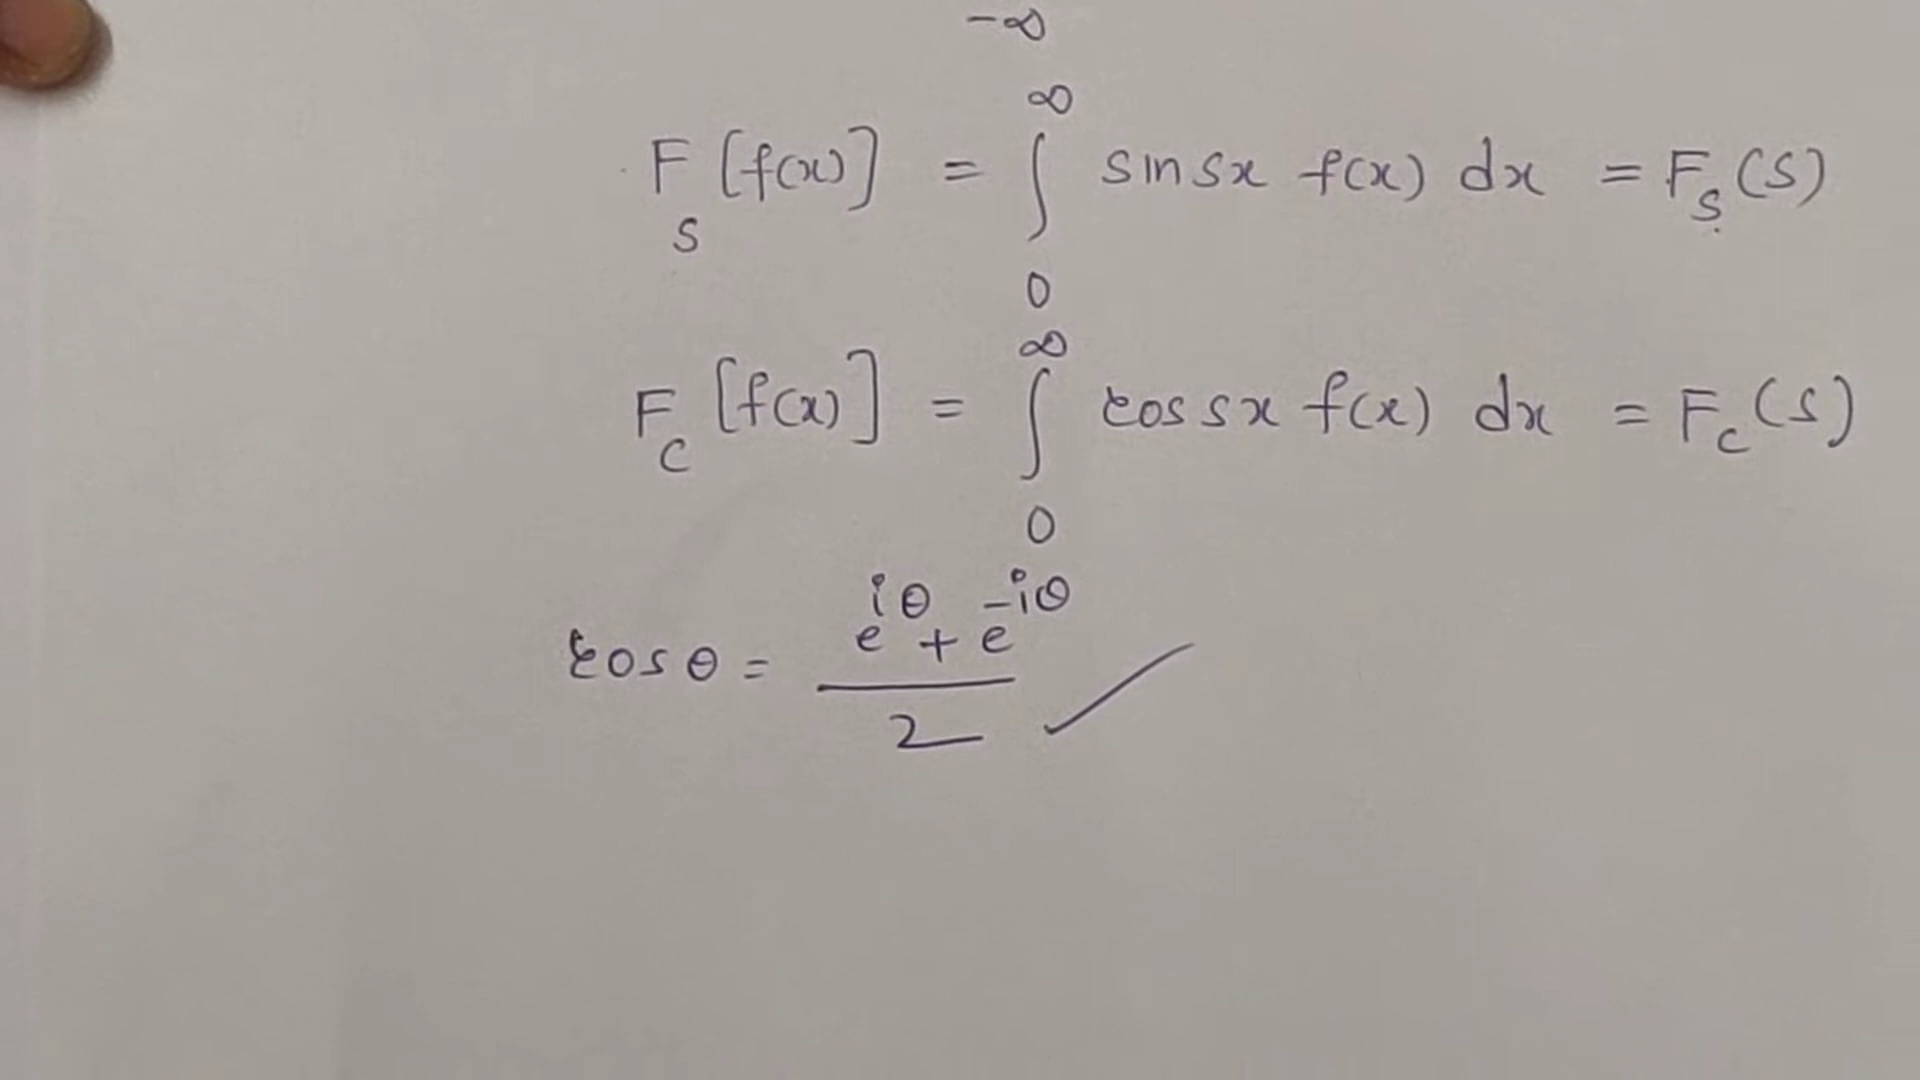 -∞
F_s [f(x)] = ∫_0^∞ sin sx f(x) dx = F_s(s)
F_c [f(x)] = ∫_0^∞ cos sx f(x) dx = F_c(s)
cos θ = (e^{iθ} + e^{-iθ}) / 2 ✓